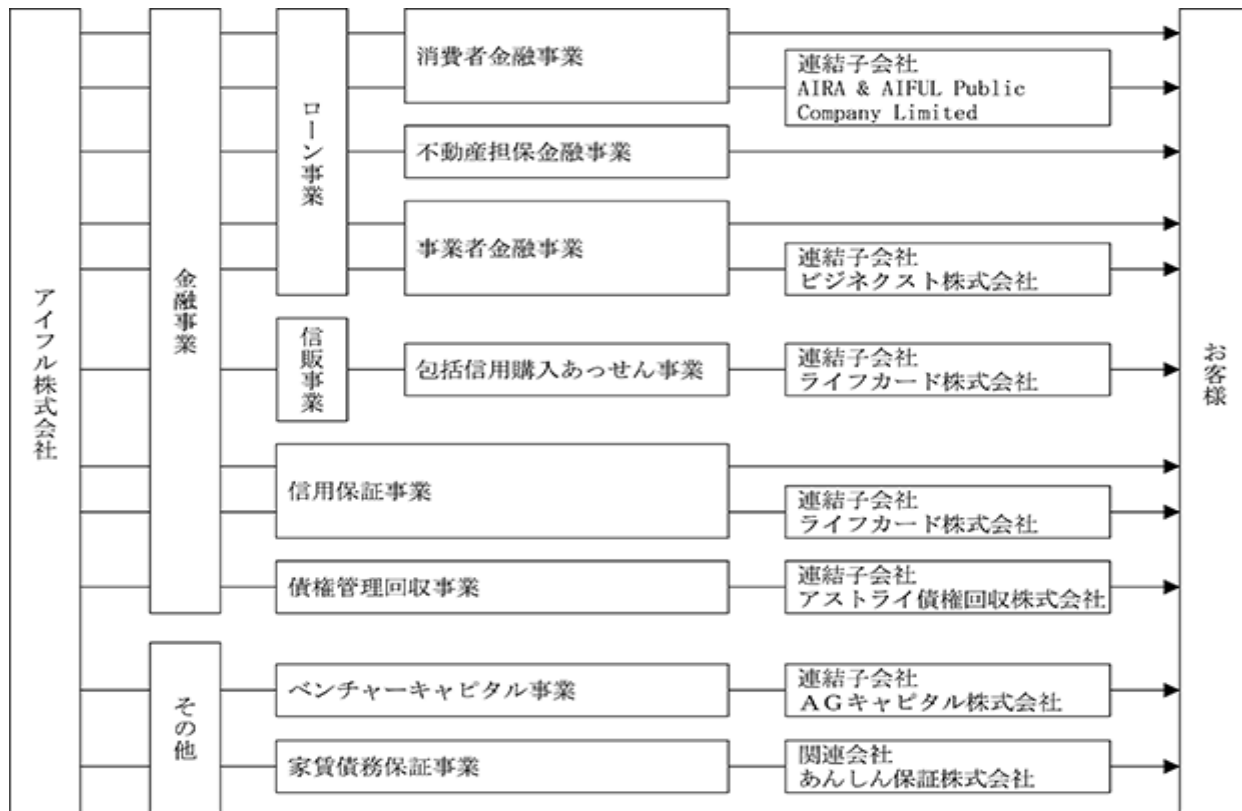 アイフル株式会社
金融事業
ローン事業
消費者金融事業
連結子会社
AIRA & AIFUL Public
Company Limited
不動産担保金融事業
事業者金融事業
連結子会社
ビジネクスト株式会社
信販事業
包括信用購入あっせん事業
連結子会社
ライフカード株式会社
信用保証事業
連結子会社
ライフカード株式会社
債権管理回収事業
連結子会社
アストライ債権回収株式会社
その他
ベンチャーキャピタル事業
連結子会社
AGキャピタル株式会社
家賃債務保証事業
関連会社
あんしん保証株式会社
お客様